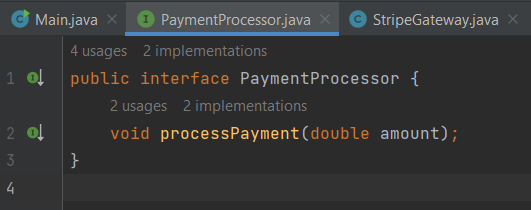 Main.java PaymentProcessor.java StripeGateway.java
4 usages 2 implementations
1 public interface PaymentProcessor {
2 usages 2 implementations
2 void processPayment(double amount);
3 }
4